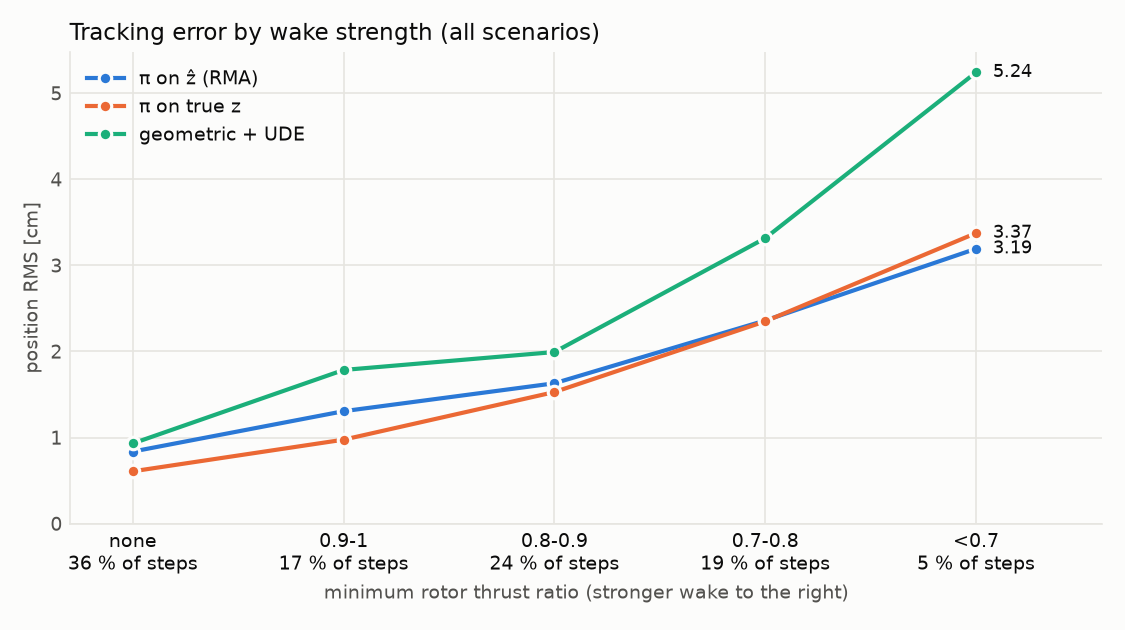 Tracking error by wake strength (all scenarios)
π on ẑ (RMA)
π on true z
geometric + UDE
5.24
3.37
3.19
position RMS [cm]
5
4
3
2
1
0
none
36 % of steps
0.9-1
17 % of steps
0.8-0.9
24 % of steps
0.7-0.8
19 % of steps
<0.7
5 % of steps
minimum rotor thrust ratio (stronger wake to the right)